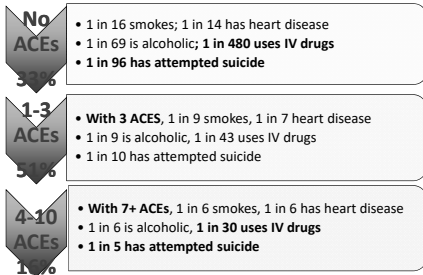 No
ACEs
33%
• 1 in 16 smokes; 1 in 14 has heart disease
• 1 in 69 is alcoholic; 1 in 480 uses IV drugs
• 1 in 96 has attempted suicide
1-3
ACEs
51%
• With 3 ACES, 1 in 9 smokes, 1 in 7 heart disease
• 1 in 9 is alcoholic, 1 in 43 uses IV drugs
• 1 in 10 has attempted suicide
4-10
ACEs
16%
• With 7+ ACEs, 1 in 6 smokes, 1 in 6 has heart disease
• 1 in 6 is alcoholic, 1 in 30 uses IV drugs
• 1 in 5 has attempted suicide